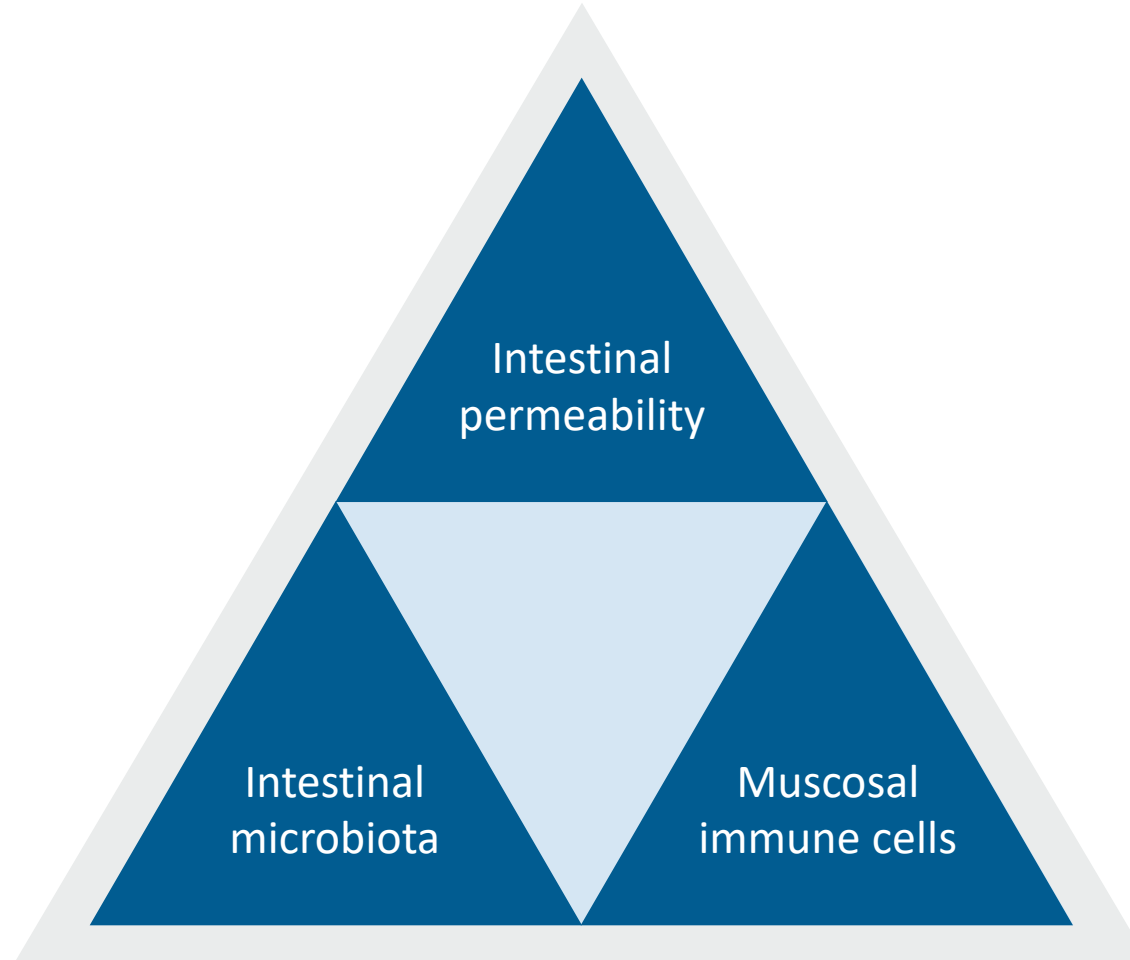 Intestinal
permeability
Intestinal
microbiota
Muscosal
immune cells